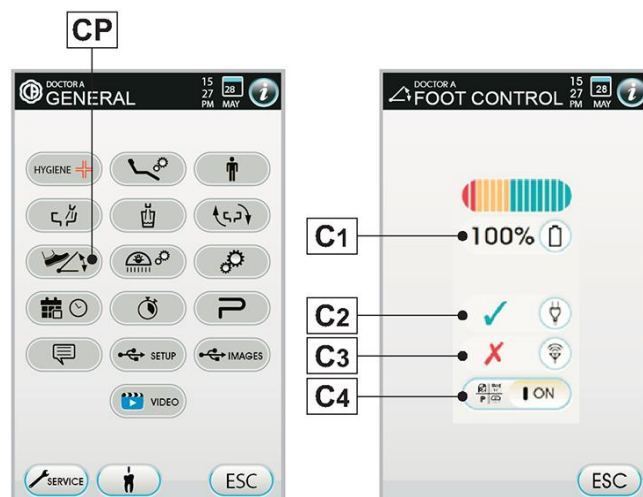 CP
DOCTOR A
GENERAL
15
27
PM
28
MAY
i
HYGIENE
SETUP
IMAGES
VIDEO
SERVICE
ESC
DOCTOR A
FOOT CONTROL
15
27
PM
28
MAY
i
C1
100%
C2
C3
C4
P
ON
ESC